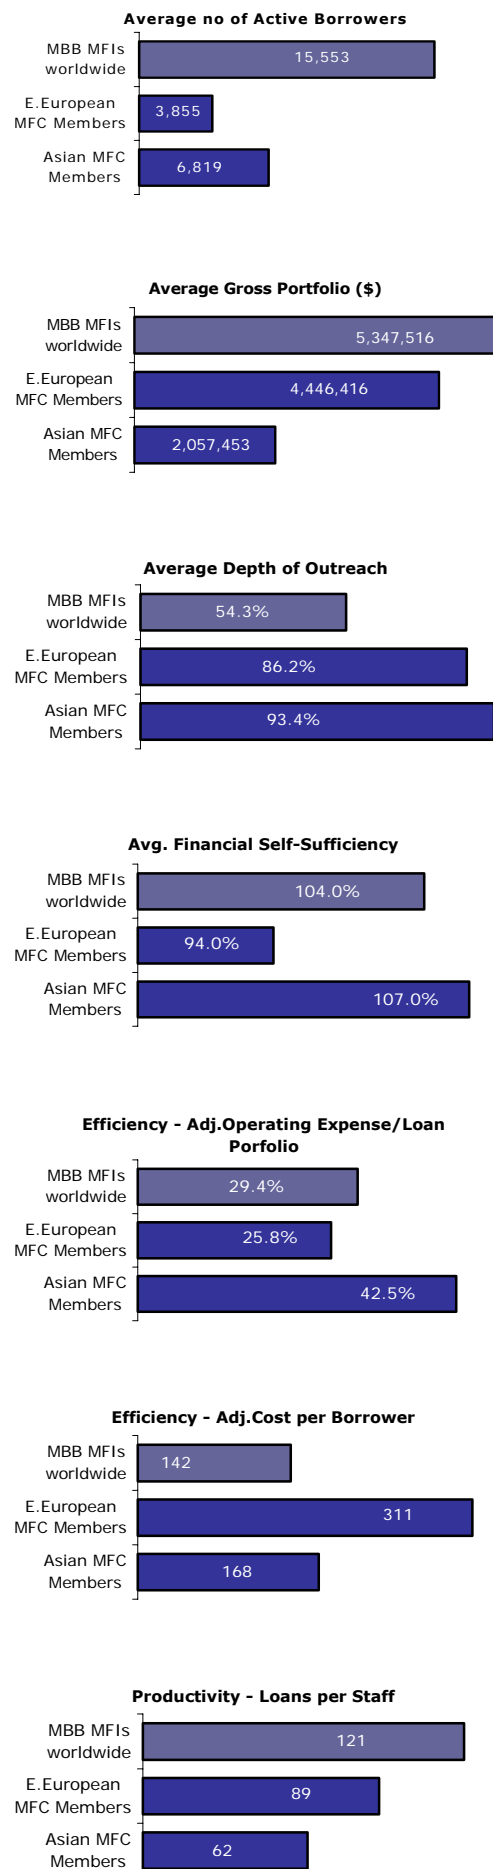 Average no of Active Borrowers
MBB MFIs
worldwide
15,553
E.European
MFC Members
3,855
Asian MFC
Members
6,819
Average Gross Portfolio ($)
MBB MFIs
worldwide
5,347,516
E.European
MFC Members
4,446,416
Asian MFC
Members
2,057,453
Average Depth of Outreach
MBB MFIs
worldwide
54.3%
E.European
MFC Members
86.2%
Asian MFC
Members
93.4%
Avg. Financial Self-Sufficiency
MBB MFIs
worldwide
104.0%
E.European
MFC Members
94.0%
Asian MFC
Members
107.0%
Efficiency - Adj.Operating Expense/Loan
Porfolio
MBB MFIs
worldwide
29.4%
E.European
MFC Members
25.8%
Asian MFC
Members
42.5%
Efficiency - Adj.Cost per Borrower
MBB MFIs
worldwide
142
E.European
MFC Members
311
Asian MFC
Members
168
Productivity - Loans per Staff
MBB MFIs
worldwide
121
E.European
MFC Members
89
Asian MFC
Members
62